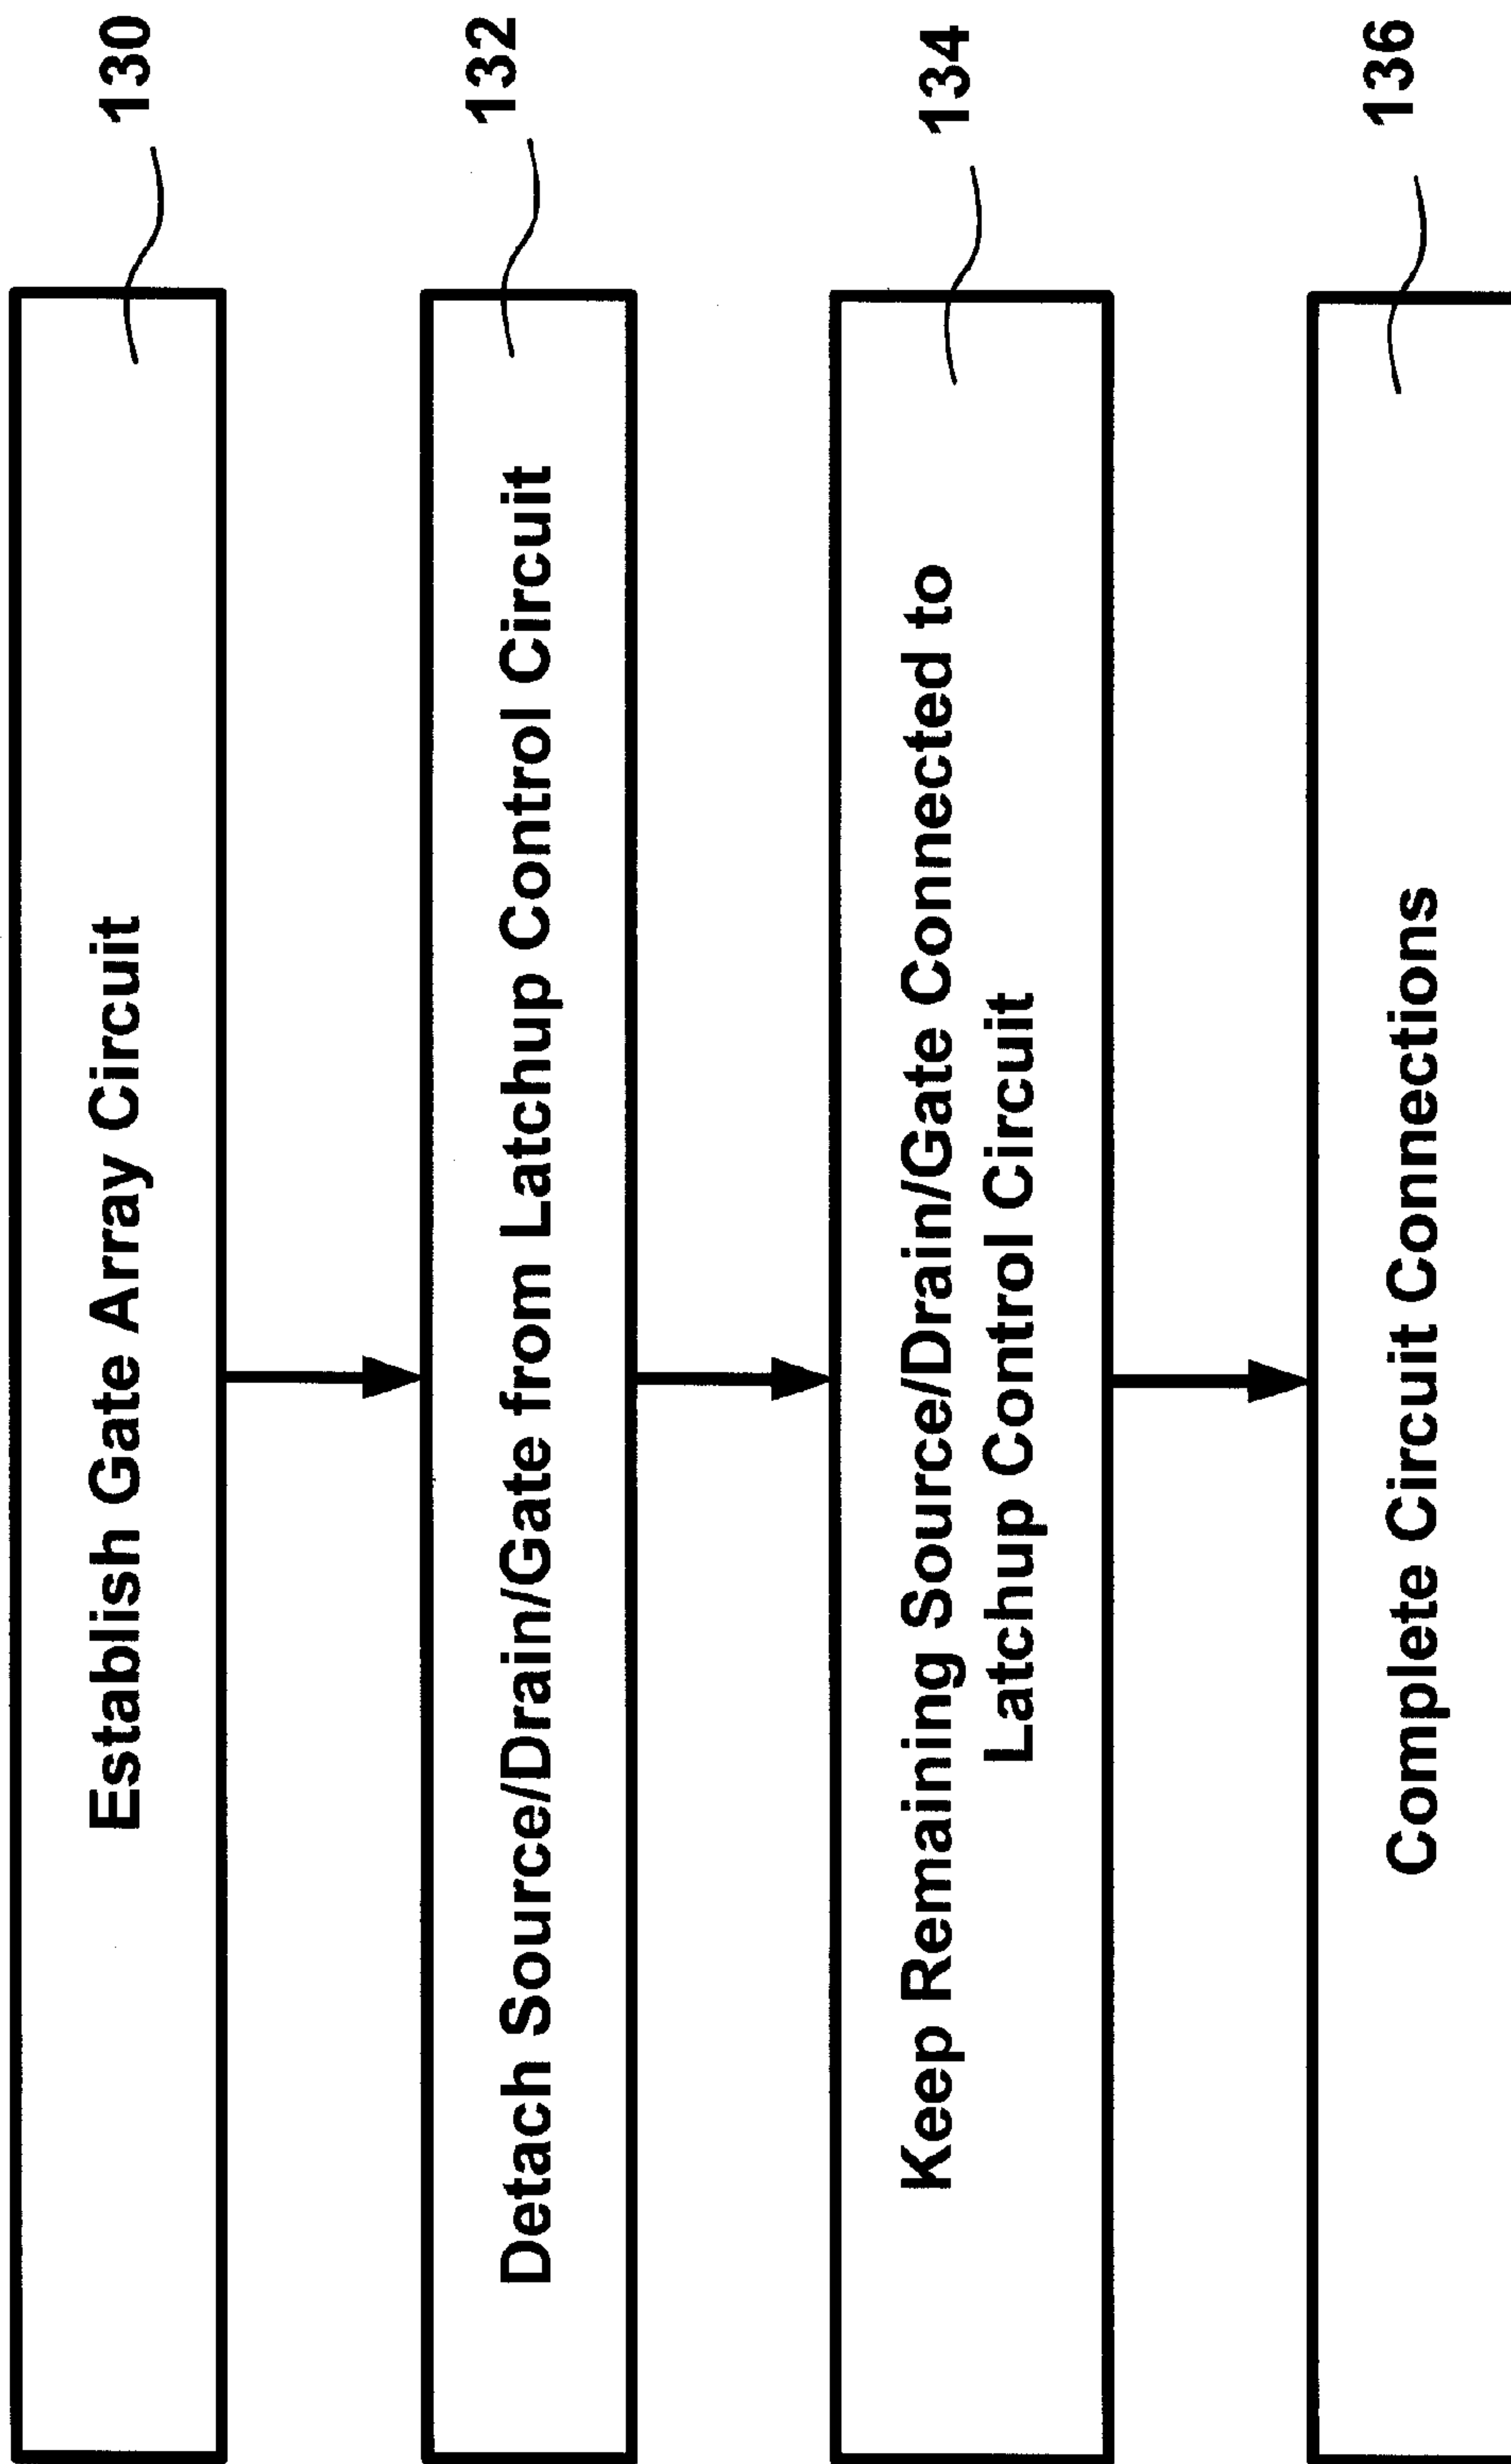 130
Establish Gate Array Circuit
132
Detach Source/Drain/Gate from Latchup Control Circuit
134
Keep Remaining Source/Drain/Gate Connected to
Latchup Control Circuit
136
Complete Circuit Connections